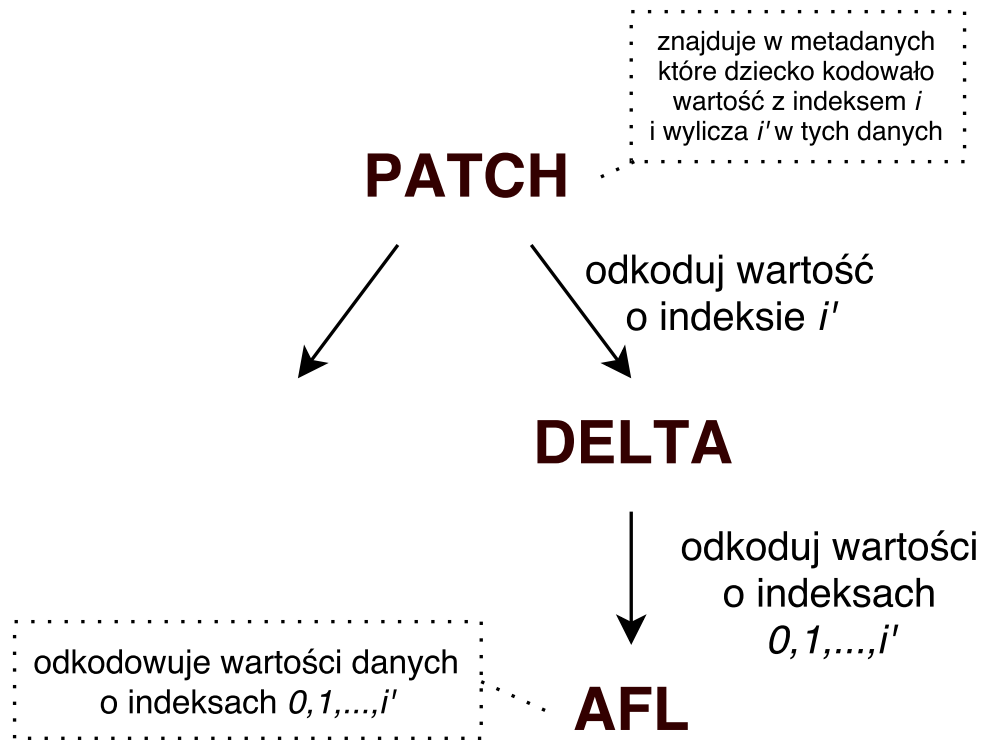 znajduje w metadanych
które dziecko kodowało
wartość z indeksem i
i wylicza i' w tych danych
PATCH
odkoduj wartość
o indeksie i'
DELTA
odkoduj wartości
o indeksach
0,1,...,i'
odkodowuje wartości danych
o indeksach 0,1,...,i'
AFL